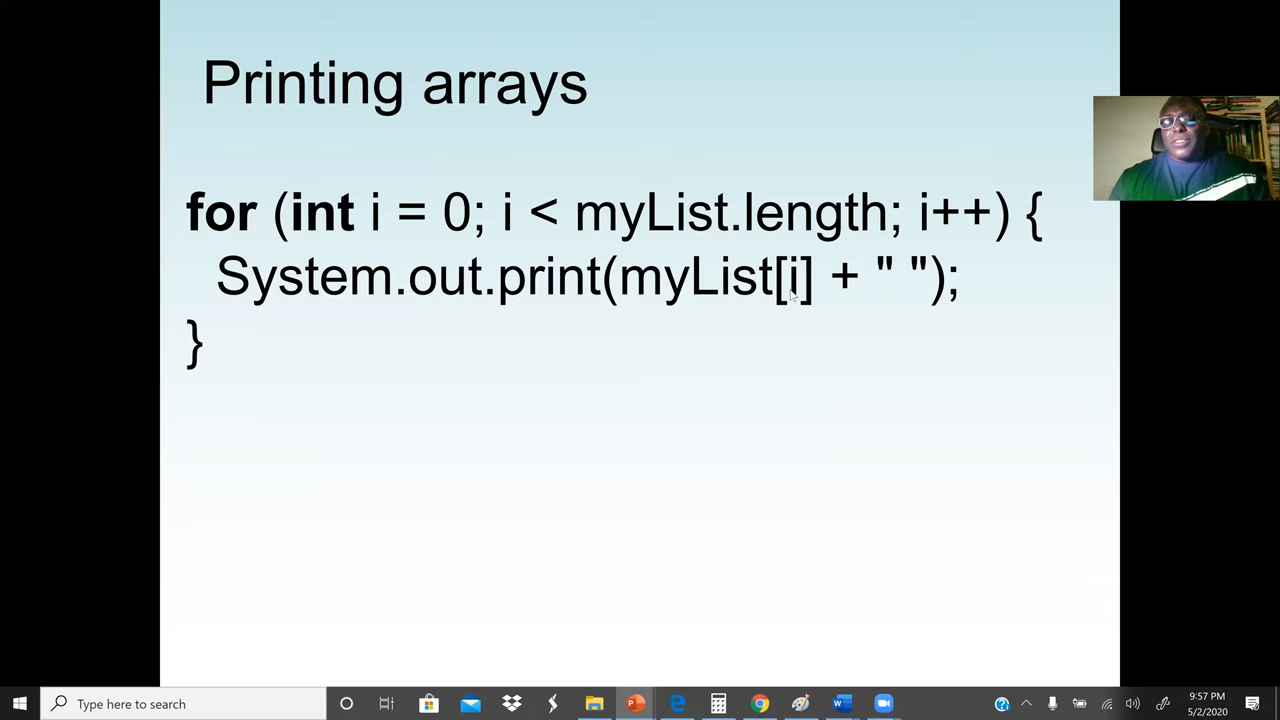 Printing arrays
for (int i = 0; i < myList.length; i++) {
System.out.print(myList[i] + " ");
}
Type here to search
9:57 PM
5/2/2020